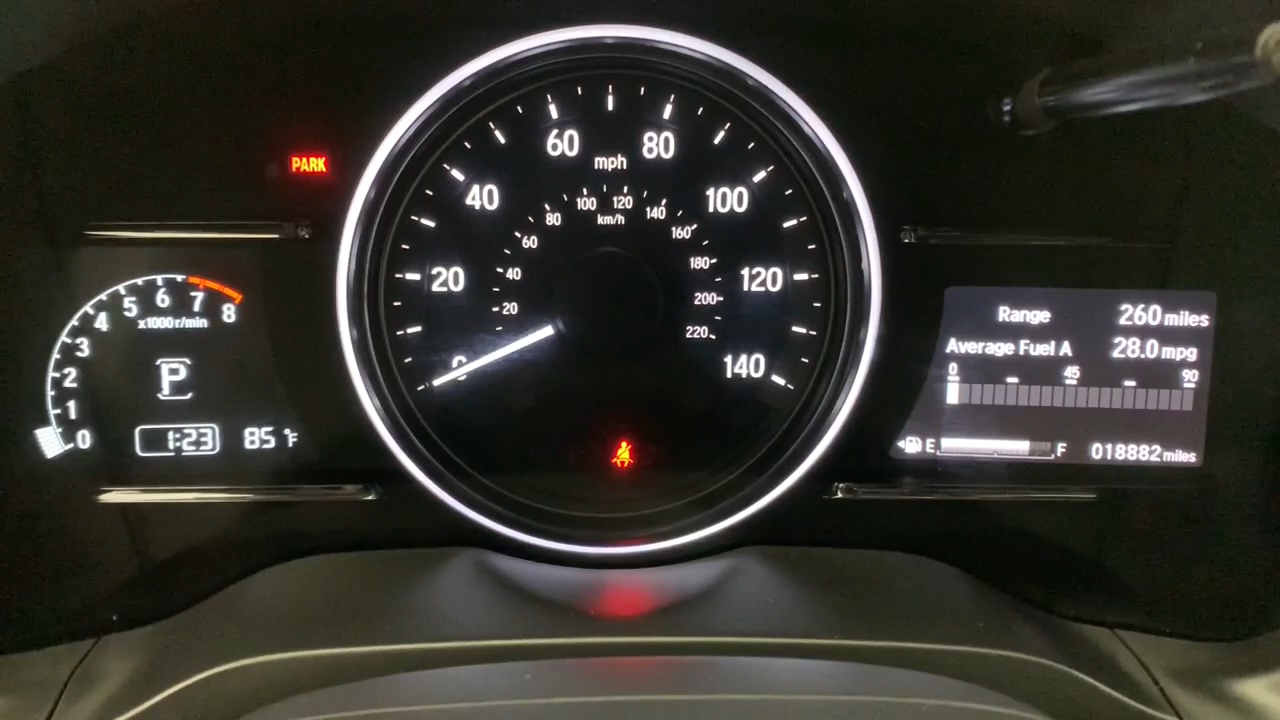 PARK
0
1
2
3
4
5
6
7
8
x1000 r/min
P
1:23
85°F
20
40
60
80
100
120
140
mph
20
40
60
80
100
120
140
160
180
200
220
km/h
Range 260 miles
Average Fuel A 28.0 mpg
0 45 90
E F 018882 miles